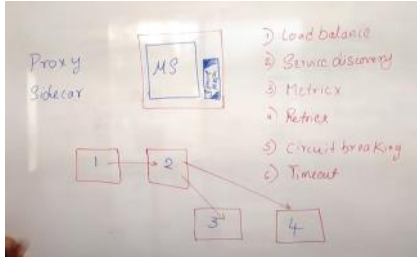 Proxy
Sidecar
MS
1) Load balance
2) Service discovery
3) Metrics
4) Retries
5) Circuit breaking
6) Timeout
1
2
3
4